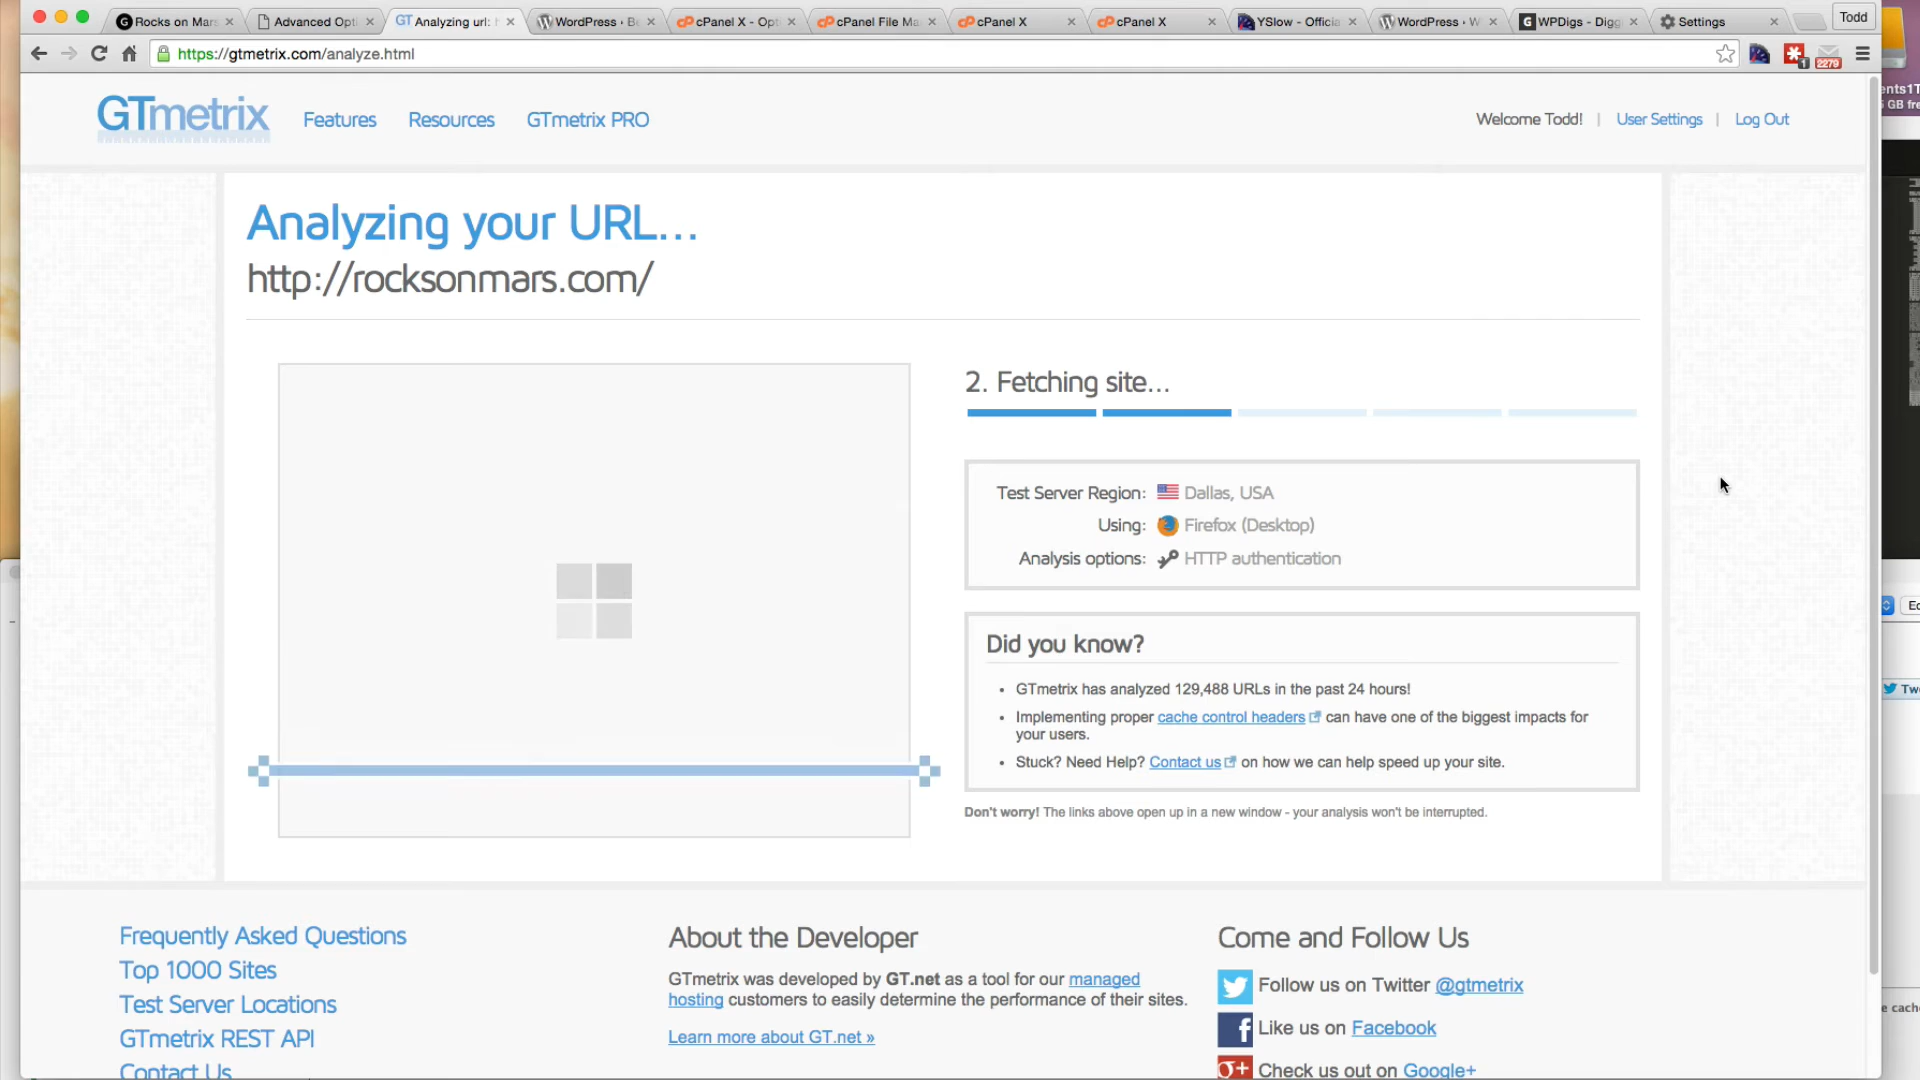 Rocks on Mars
Advanced Opti
GT Analyzing url: h
WordPress › Be
cPanel X - Opti
cPanel File Ma
cPanel X
cPanel X
YSlow - Officia
WordPress › W
WPDigs - Digg
Settings
Todd
https://gtmetrix.com/analyze.html
1
2279
GTmetrix
Features
Resources
GTmetrix PRO
Welcome Todd! | User Settings | Log Out
Analyzing your URL...
http://rocksonmars.com/
2. Fetching site...
Test Server Region: Dallas, USA
Using: Firefox (Desktop)
Analysis options: HTTP authentication
Did you know?
• GTmetrix has analyzed 129,488 URLs in the past 24 hours!
• Implementing proper cache control headers can have one of the biggest impacts for
your users.
• Stuck? Need Help? Contact us on how we can help speed up your site.
Don't worry! The links above open up in a new window - your analysis won't be interrupted.
Frequently Asked Questions
Top 1000 Sites
Test Server Locations
GTmetrix REST API
Contact Us
About the Developer
GTmetrix was developed by GT.net as a tool for our managed
hosting customers to easily determine the performance of their sites.
Learn more about GT.net »
Come and Follow Us
Follow us on Twitter @gtmetrix
Like us on Facebook
Check us out on Google+
ents1T
GB fre
Twe
e cach